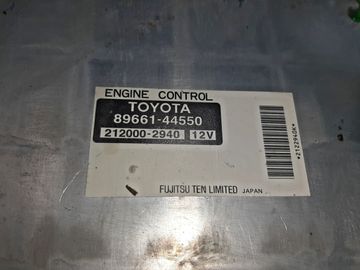 ENGINE CONTROL
TOYOTA
89661-44550
212000-2940 12V
FUJITSU TEN LIMITED JAPAN